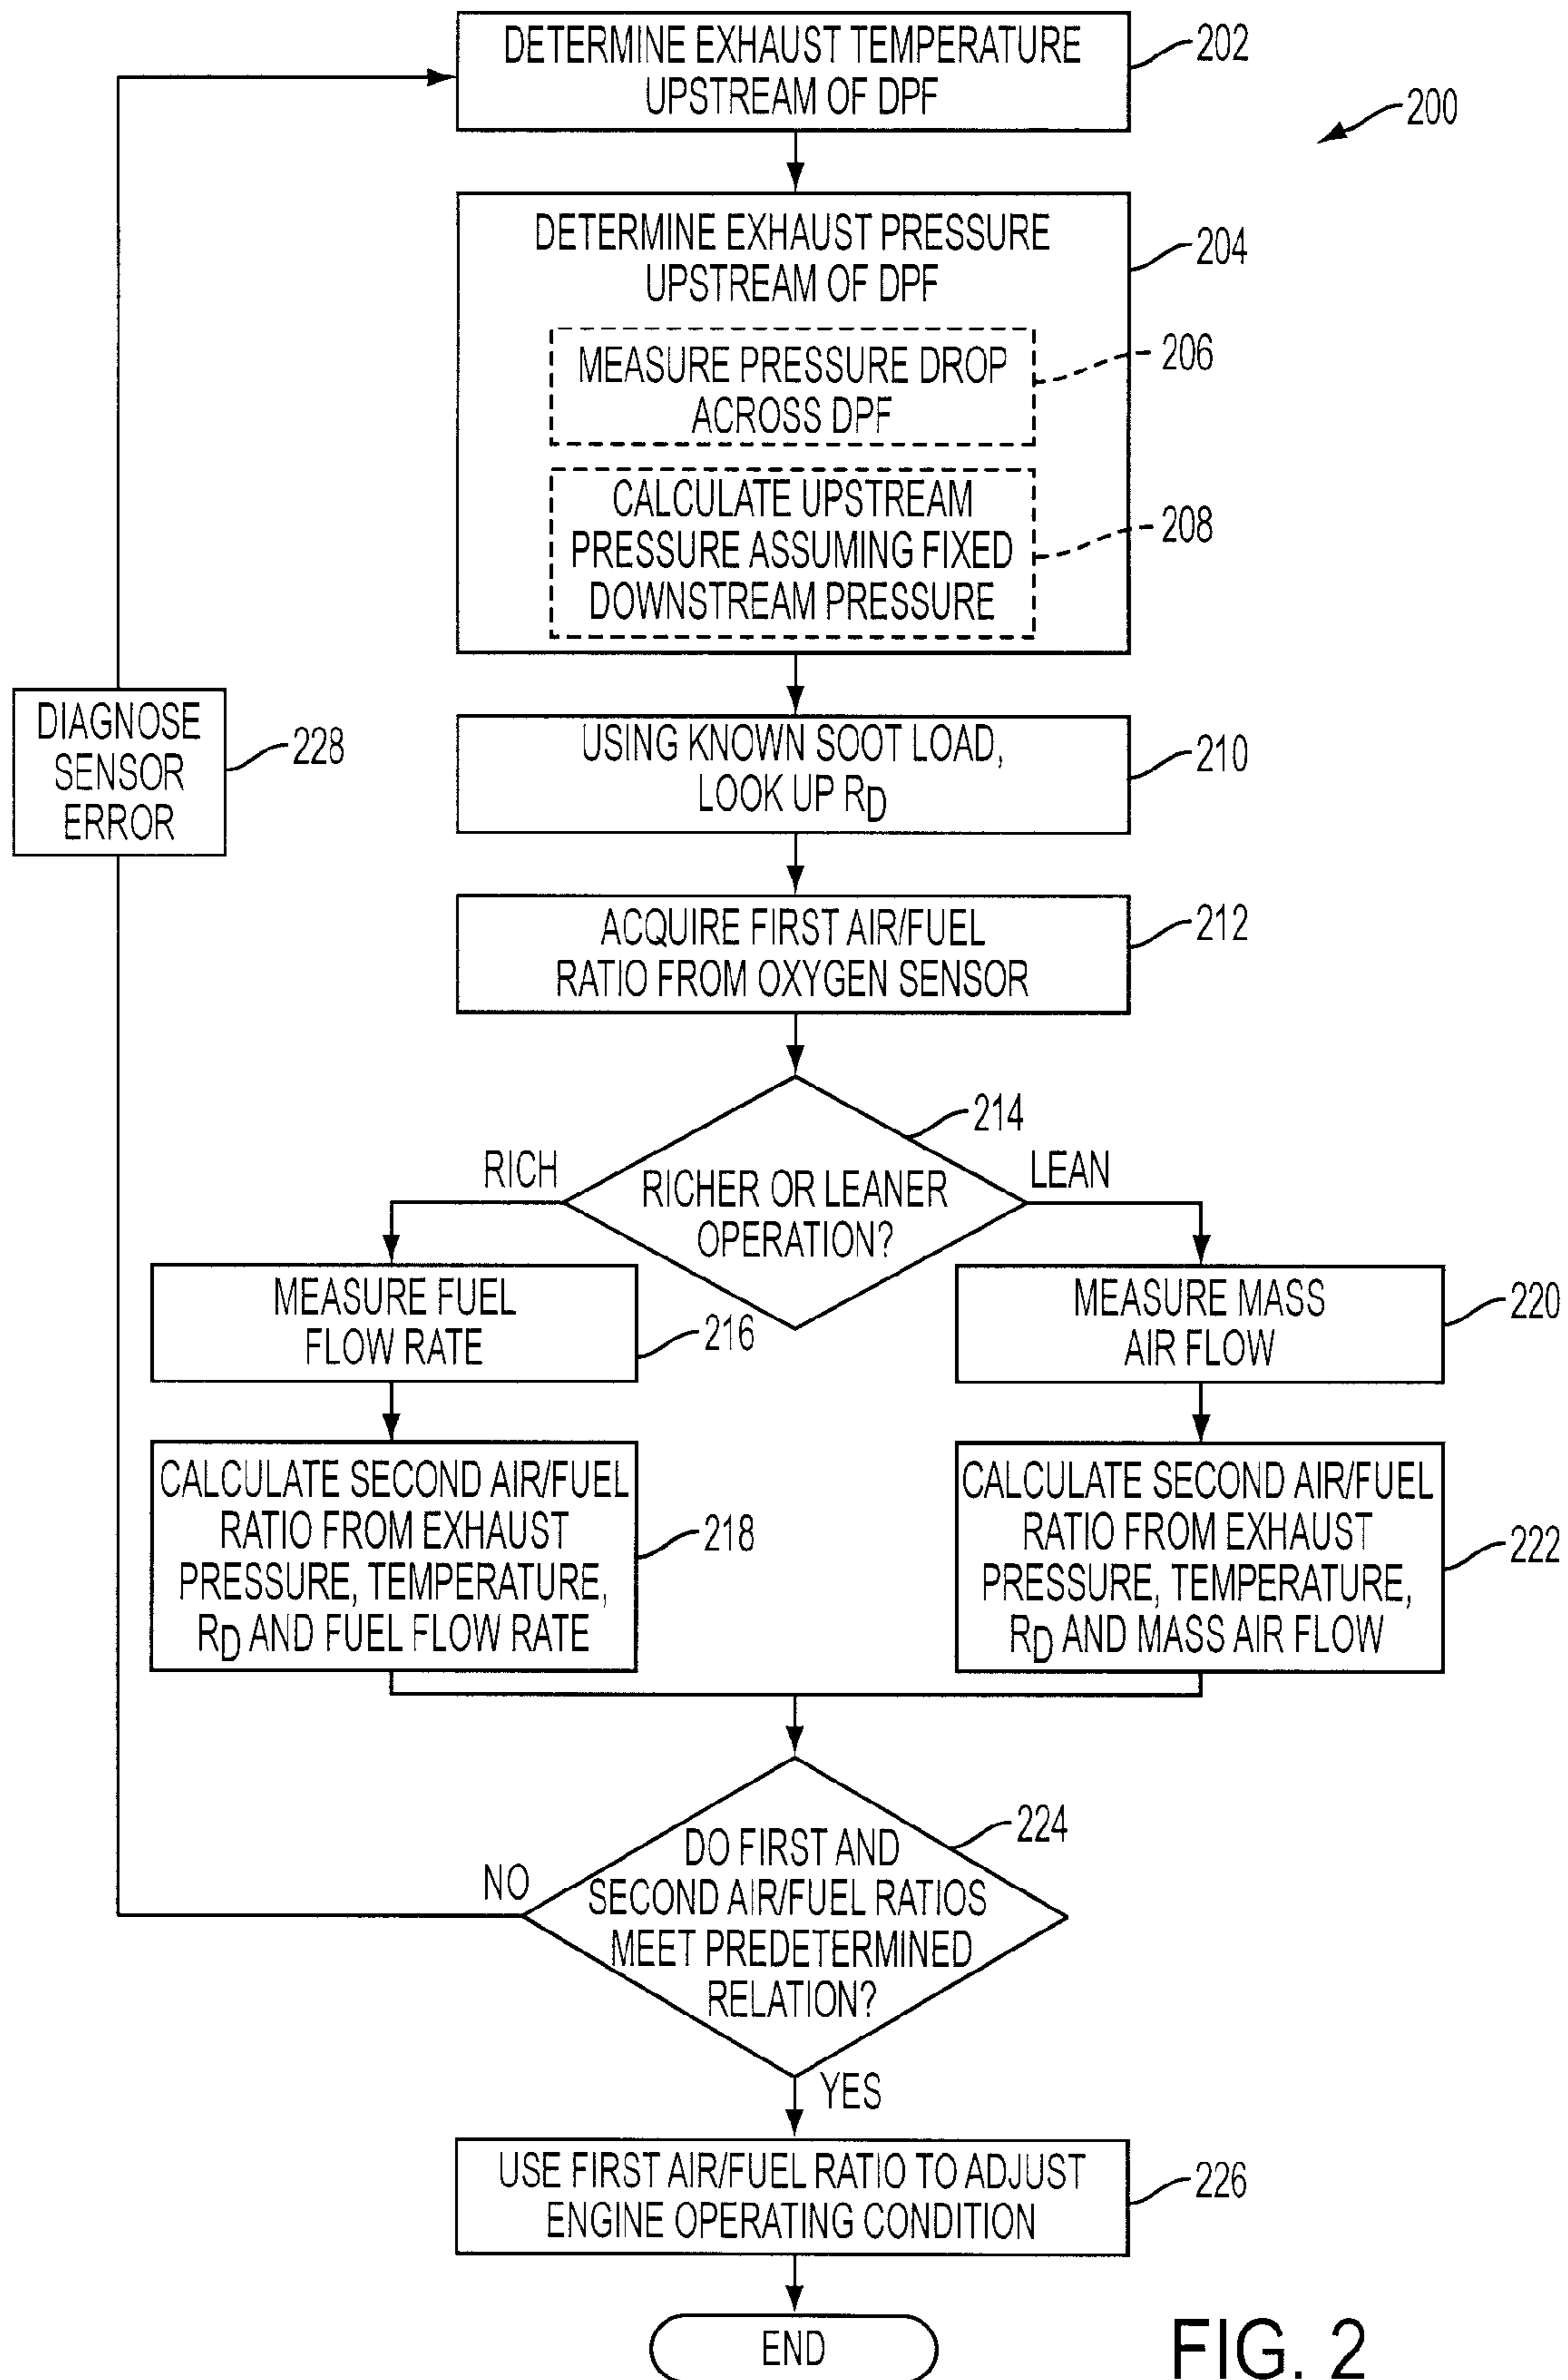 DETERMINE EXHAUST TEMPERATURE
UPSTREAM OF DPF
202
200
DETERMINE EXHAUST PRESSURE
UPSTREAM OF DPF
204
MEASURE PRESSURE DROP
ACROSS DPF
206
CALCULATE UPSTREAM
PRESSURE ASSUMING FIXED
DOWNSTREAM PRESSURE
208
DIAGNOSE
SENSOR
ERROR
228
USING KNOWN SOOT LOAD,
LOOK UP RD
210
ACQUIRE FIRST AIR/FUEL
RATIO FROM OXYGEN SENSOR
212
214
RICH
LEAN
RICHER OR LEANER
OPERATION?
MEASURE FUEL
FLOW RATE
216
MEASURE MASS
AIR FLOW
220
CALCULATE SECOND AIR/FUEL
RATIO FROM EXHAUST
PRESSURE, TEMPERATURE,
RD AND FUEL FLOW RATE
218
CALCULATE SECOND AIR/FUEL
RATIO FROM EXHAUST
PRESSURE, TEMPERATURE,
RD AND MASS AIR FLOW
222
224
NO
DO FIRST AND
SECOND AIR/FUEL RATIOS
MEET PREDETERMINED
RELATION?
YES
USE FIRST AIR/FUEL RATIO TO ADJUST
ENGINE OPERATING CONDITION
226
END
FIG. 2